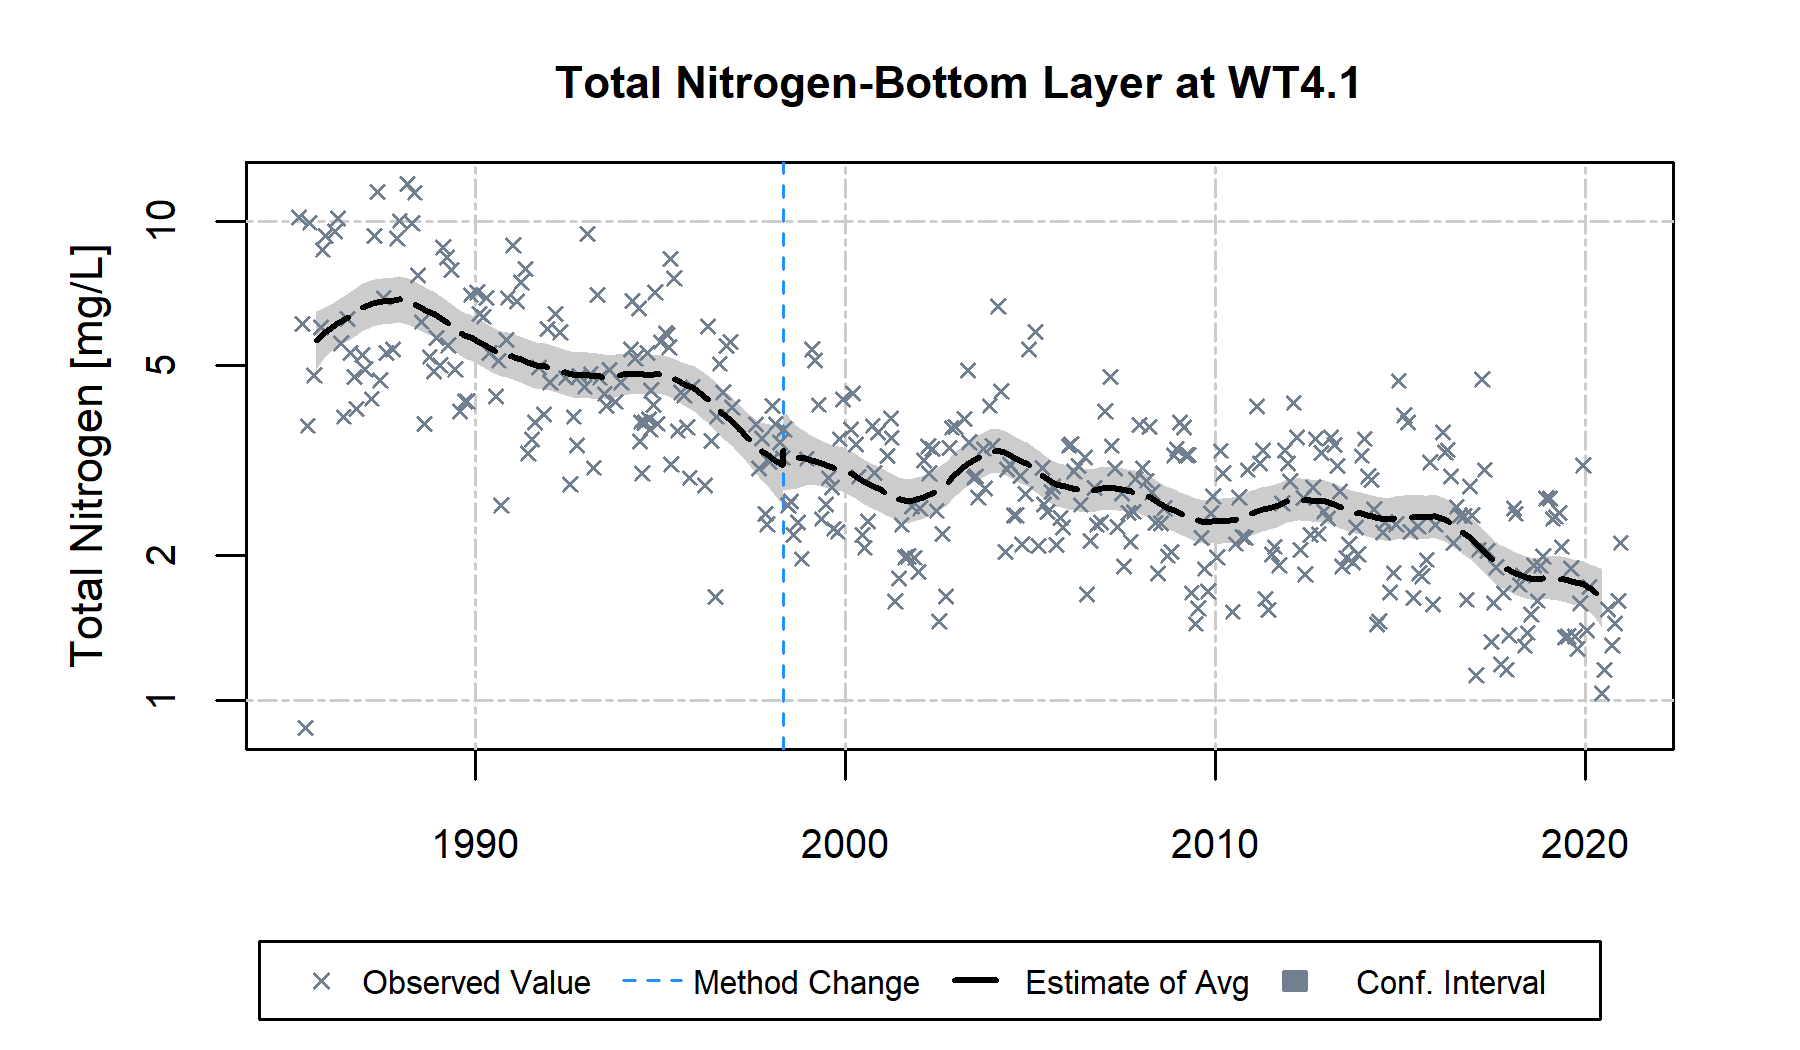 Total Nitrogen-Bottom Layer at WT4.1
Total Nitrogen [mg/L]
10
5
2
1
1990 2000 2010 2020
Observed Value Method Change Estimate of Avg Conf. Interval